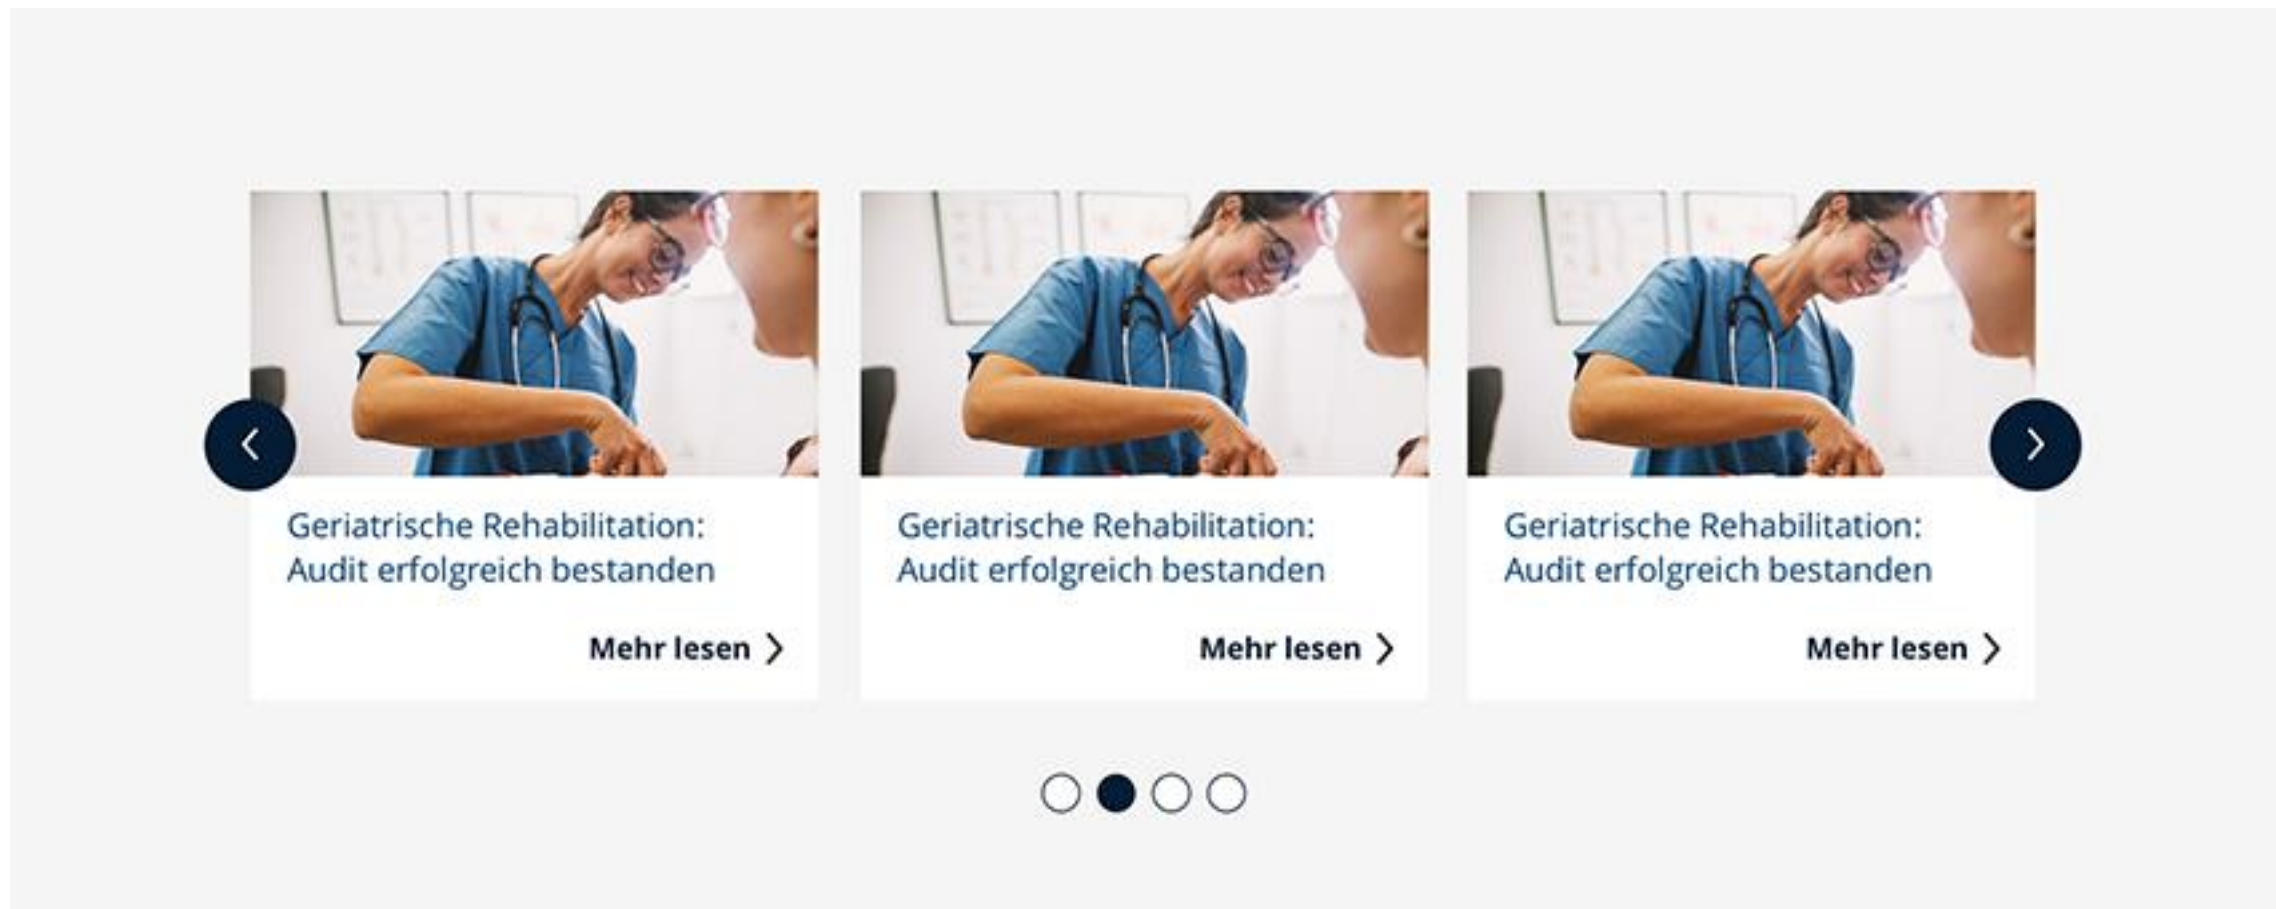 Geriatrische Rehabilitation:
Audit erfolgreich bestanden
Mehr lesen
Geriatrische Rehabilitation:
Audit erfolgreich bestanden
Mehr lesen
Geriatrische Rehabilitation:
Audit erfolgreich bestanden
Mehr lesen